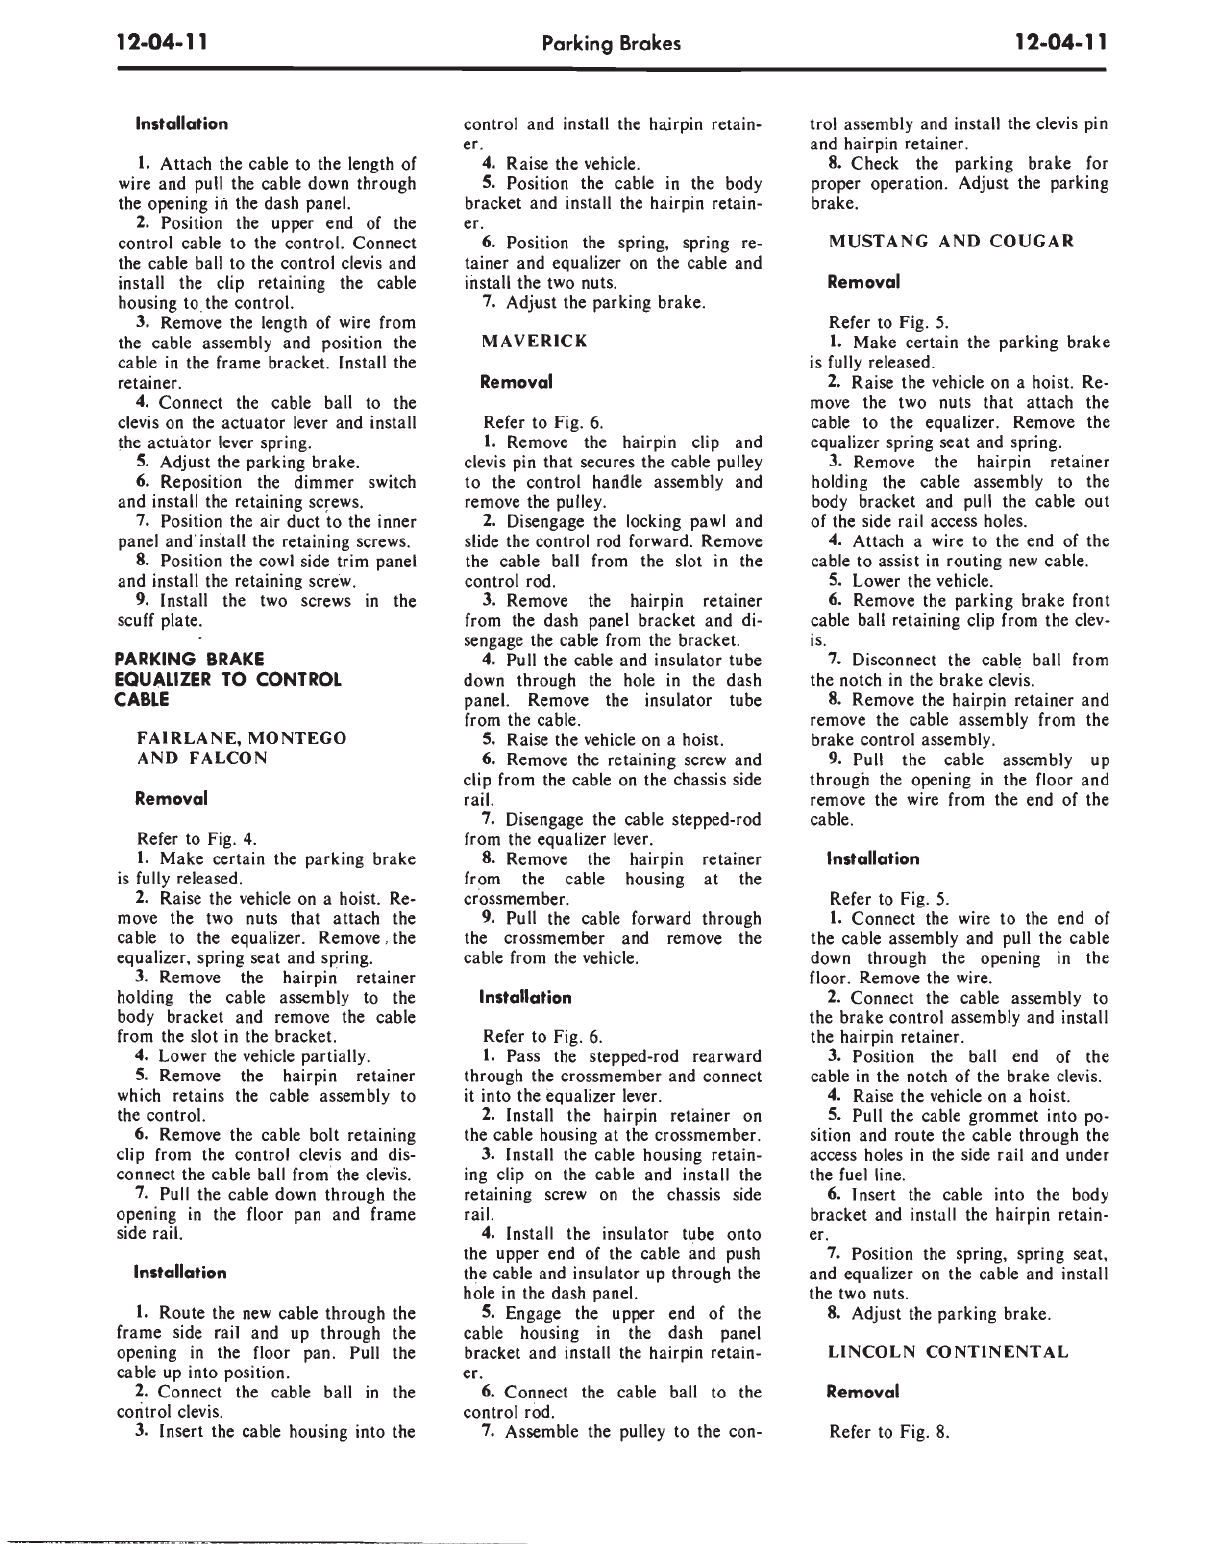 12-04-11 Parking Brakes 12-04-11
Installation
1. Attach the cable to the length of
wire and pull the cable down through
the opening in the dash panel.
2. Position the upper end of the
control cable to the control. Connect
the cable ball to the control clevis and
install the clip retaining the cable
housing to the control.
3. Remove the length of wire from
the cable assembly and position the
cable in the frame bracket. Install the
retainer.
4. Connect the cable ball to the
clevis on the actuator lever and install
the actuator lever spring.
5. Adjust the parking brake.
6. Reposition the dimmer switch
and install the retaining screws.
7. Position the air duct to the inner
panel and install the retaining screws.
8. Position the cowl side trim panel
and install the retaining screw.
9. Install the two screws in the
scuff plate.
PARKING BRAKE
EQUALIZER TO CONTROL
CABLE
FAIRLANE, MONTEGO
AND FALCON
Removal
Refer to Fig. 4.
1. Make certain the parking brake
is fully released.
2. Raise the vehicle on a hoist. Re-
move the two nuts that attach the
cable to the equalizer. Remove the
equalizer, spring seat and spring.
3. Remove the hairpin retainer
holding the cable assembly to the
body bracket and remove the cable
from the slot in the bracket.
4. Lower the vehicle partially.
5. Remove the hairpin retainer
which retains the cable assembly to
the control.
6. Remove the cable bolt retaining
clip from the control clevis and dis-
connect the cable ball from the clevis.
7. Pull the cable down through the
opening in the floor pan and frame
side rail.
Installation
1. Route the new cable through the
frame side rail and up through the
opening in the floor pan. Pull the
cable up into position.
2. Connect the cable ball in the
control clevis.
3. Insert the cable housing into the
control and install the hairpin retain-
er.
4. Raise the vehicle.
5. Position the cable in the body
bracket and install the hairpin retain-
er.
6. Position the spring, spring re-
tainer and equalizer on the cable and
install the two nuts.
7. Adjust the parking brake.
MAVERICK
Removal
Refer to Fig. 6.
1. Remove the hairpin clip and
clevis pin that secures the cable pulley
to the control handle assembly and
remove the pulley.
2. Disengage the locking pawl and
slide the control rod forward. Remove
the cable ball from the slot in the
control rod.
3. Remove the hairpin retainer
from the dash panel bracket and di-
sengage the cable from the bracket.
4. Pull the cable and insulator tube
down through the hole in the dash
panel. Remove the insulator tube
from the cable.
5. Raise the vehicle on a hoist.
6. Remove the retaining screw and
clip from the cable on the chassis side
rail.
7. Disengage the cable stepped-rod
from the equalizer lever.
8. Remove the hairpin retainer
from the cable housing at the
crossmember.
9. Pull the cable forward through
the crossmember and remove the
cable from the vehicle.
Installation
Refer to Fig. 6.
1. Pass the stepped-rod rearward
through the crossmember and connect
it into the equalizer lever.
2. Install the hairpin retainer on
the cable housing at the crossmember.
3. Install the cable housing retain-
ing clip on the cable and install the
retaining screw on the chassis side
rail.
4. Install the insulator tube onto
the upper end of the cable and push
the cable and insulator up through the
hole in the dash panel.
5. Engage the upper end of the
cable housing in the dash panel
bracket and install the hairpin retain-
er.
6. Connect the cable ball to the
control rod.
7. Assemble the pulley to the con-
trol assembly and install the clevis pin
and hairpin retainer.
8. Check the parking brake for
proper operation. Adjust the parking
brake.
MUSTANG AND COUGAR
Removal
Refer to Fig. 5.
1. Make certain the parking brake
is fully released.
2. Raise the vehicle on a hoist. Re-
move the two nuts that attach the
cable to the equalizer. Remove the
equalizer spring seat and spring.
3. Remove the hairpin retainer
holding the cable assembly to the
body bracket and pull the cable out
of the side rail access holes.
4. Attach a wire to the end of the
cable to assist in routing new cable.
5. Lower the vehicle.
6. Remove the parking brake front
cable ball retaining clip from the clev-
is.
7. Disconnect the cable ball from
the notch in the brake clevis.
8. Remove the hairpin retainer and
remove the cable assembly from the
brake control assembly.
9. Pull the cable assembly up
through the opening in the floor and
remove the wire from the end of the
cable.
Installation
Refer to Fig. 5.
1. Connect the wire to the end of
the cable assembly and pull the cable
down through the opening in the
floor. Remove the wire.
2. Connect the cable assembly to
the brake control assembly and install
the hairpin retainer.
3. Position the ball end of the
cable in the notch of the brake clevis.
4. Raise the vehicle on a hoist.
5. Pull the cable grommet into po-
sition and route the cable through the
access holes in the side rail and under
the fuel line.
6. Insert the cable into the body
bracket and install the hairpin retain-
er.
7. Position the spring, spring seat,
and equalizer on the cable and install
the two nuts.
8. Adjust the parking brake.
LINCOLN CONTINENTAL
Removal
Refer to Fig. 8.